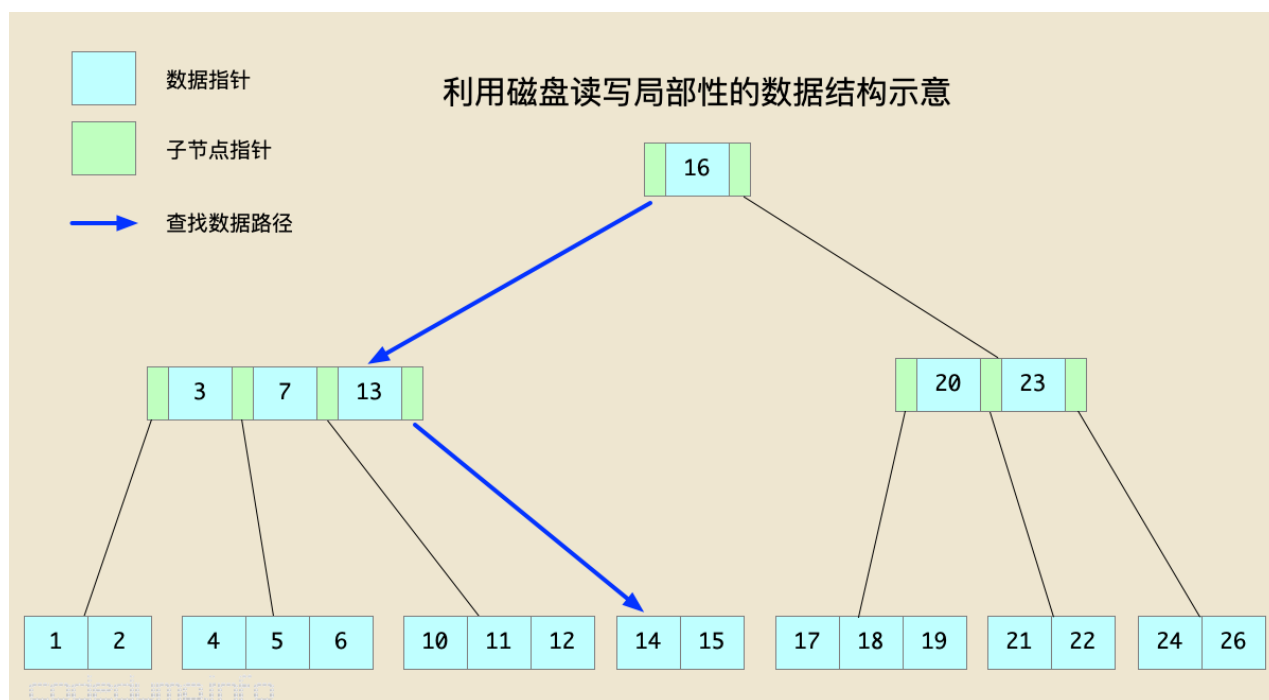 数据指针
利用磁盘读写局部性的数据结构示意
子节点指针
16
查找数据路径
3 7 13
20 23
1 2 4 5 6 10 11 12 14 15 17 18 19 21 22 24 26
codedump.info